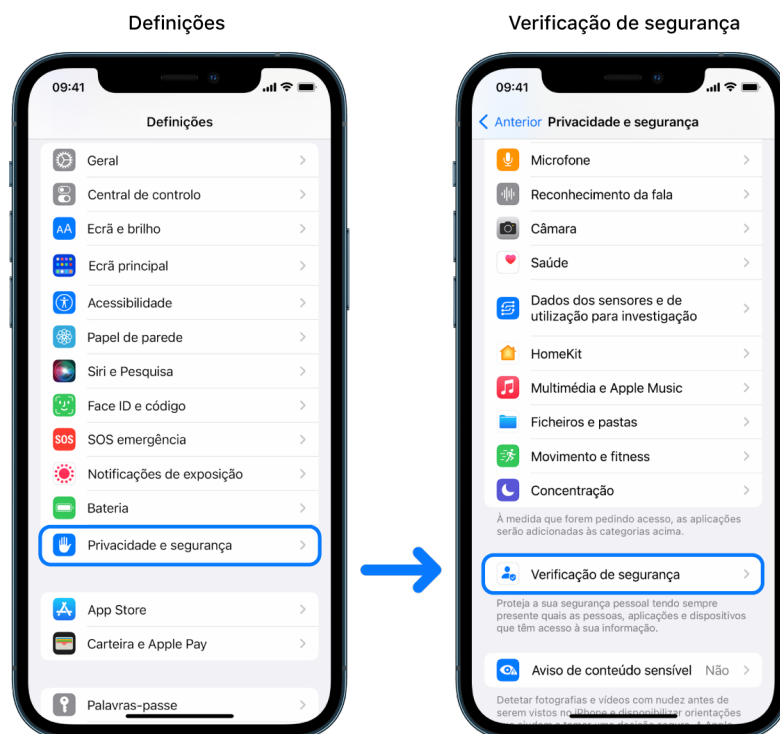 Definições
09:41
Definições
Geral
Central de controlo
AA Ecrã e brilho
Ecrã principal
Acessibilidade
Papel de parede
Siri e Pesquisa
Face ID e código
SOS SOS emergência
Notificações de exposição
Bateria
Privacidade e segurança
App Store
Carteira e Apple Pay
Palavras-passe
Verificação de segurança
09:41
Anterior Privacidade e segurança
Microfone
Reconhecimento da fala
Câmara
Saúde
Dados dos sensores e de
utilização para investigação
HomeKit
Multimédia e Apple Music
Ficheiros e pastas
Movimento e fitness
Concentração
À medida que forem pedindo acesso, as aplicações
serão adicionadas às categorias acima.
Verificação de segurança
Proteja a sua segurança pessoal tendo sempre
presente quais as pessoas, aplicações e dispositivos
que têm acesso à sua informação.
Aviso de conteúdo sensível Não
Detetar fotografias e vídeos com nudez antes de
serem vistos no iPhone e disponibilizar orientações